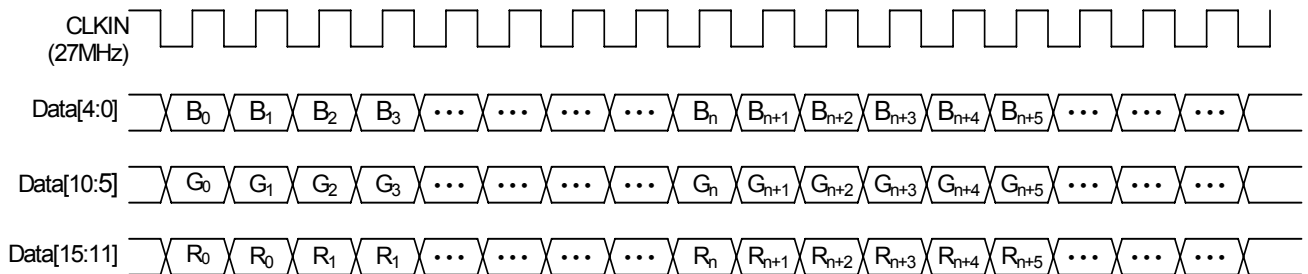 CLKIN
(27MHz)
Data[4:0] B0 B1 B2 B3 ••• ••• ••• ••• Bn Bn+1 Bn+2 Bn+3 Bn+4 Bn+5 ••• ••• •••
Data[10:5] G0 G1 G2 G3 ••• ••• ••• ••• Gn Gn+1 Gn+2 Gn+3 Gn+4 Gn+5 ••• ••• •••
Data[15:11] R0 R0 R1 R1 ••• ••• ••• ••• Rn Rn+1 Rn+2 Rn+3 Rn+4 Rn+5 ••• ••• •••